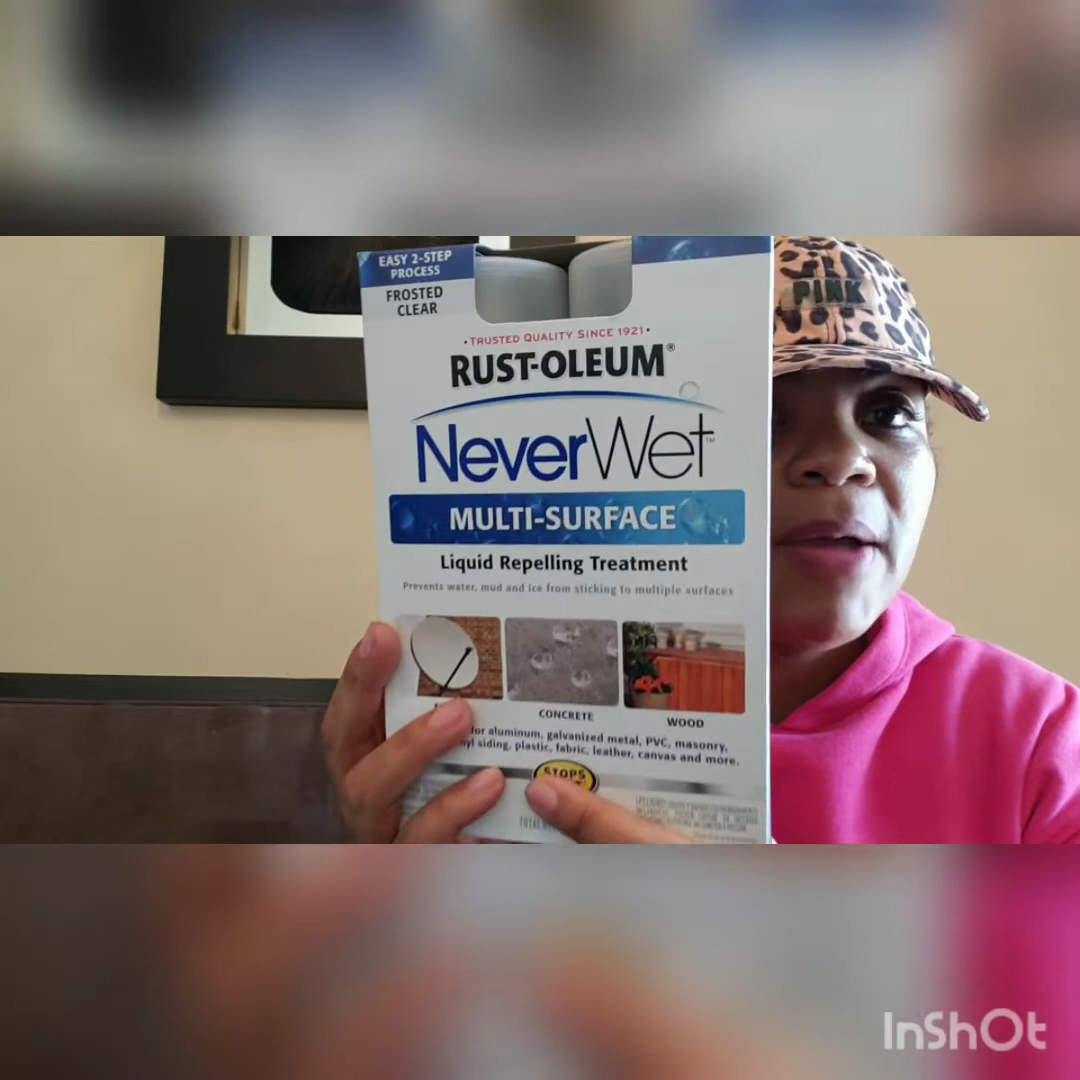 EASY 2-STEP
PROCESS
FROSTED
CLEAR
• TRUSTED QUALITY SINCE 1921 •
RUST-OLEUM®
NeverWet™
MULTI-SURFACE
Liquid Repelling Treatment
Prevents water, mud and ice from sticking to multiple surfaces
CONCRETE
WOOD
for aluminum, galvanized metal, PVC, masonry,
siding, plastic, fabric, leather, canvas and more.
STOPS
PINK
InShOt